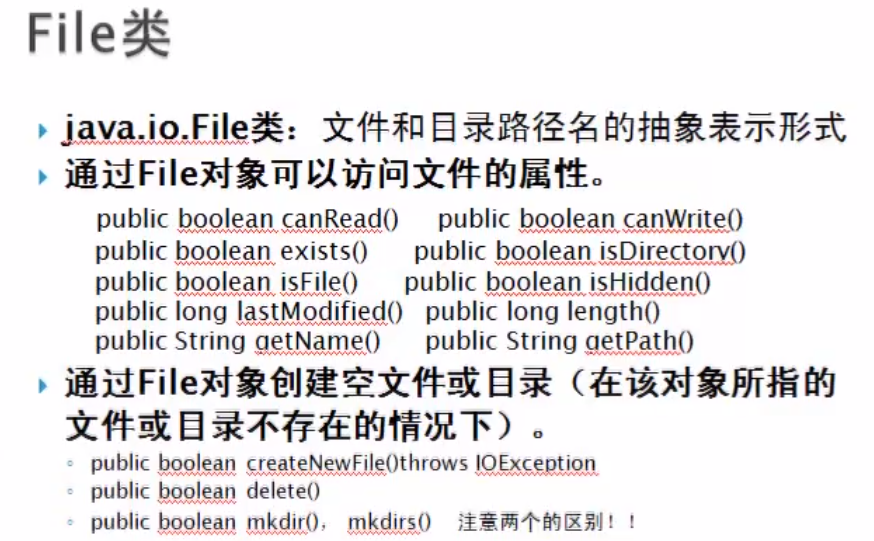 File类
java.io.File类：文件和目录路径名的抽象表示形式
通过File对象可以访问文件的属性。
public boolean canRead() public boolean canWrite()
public boolean exists() public boolean isDirectory()
public boolean isFile() public boolean isHidden()
public long lastModified() public long length()
public String getName() public String getPath()
通过File对象创建空文件或目录（在该对象所指的
文件或目录不存在的情况下）。
public boolean createNewFile()throws IOException
public boolean delete()
public boolean mkdir()， mkdirs() 注意两个的区别！！